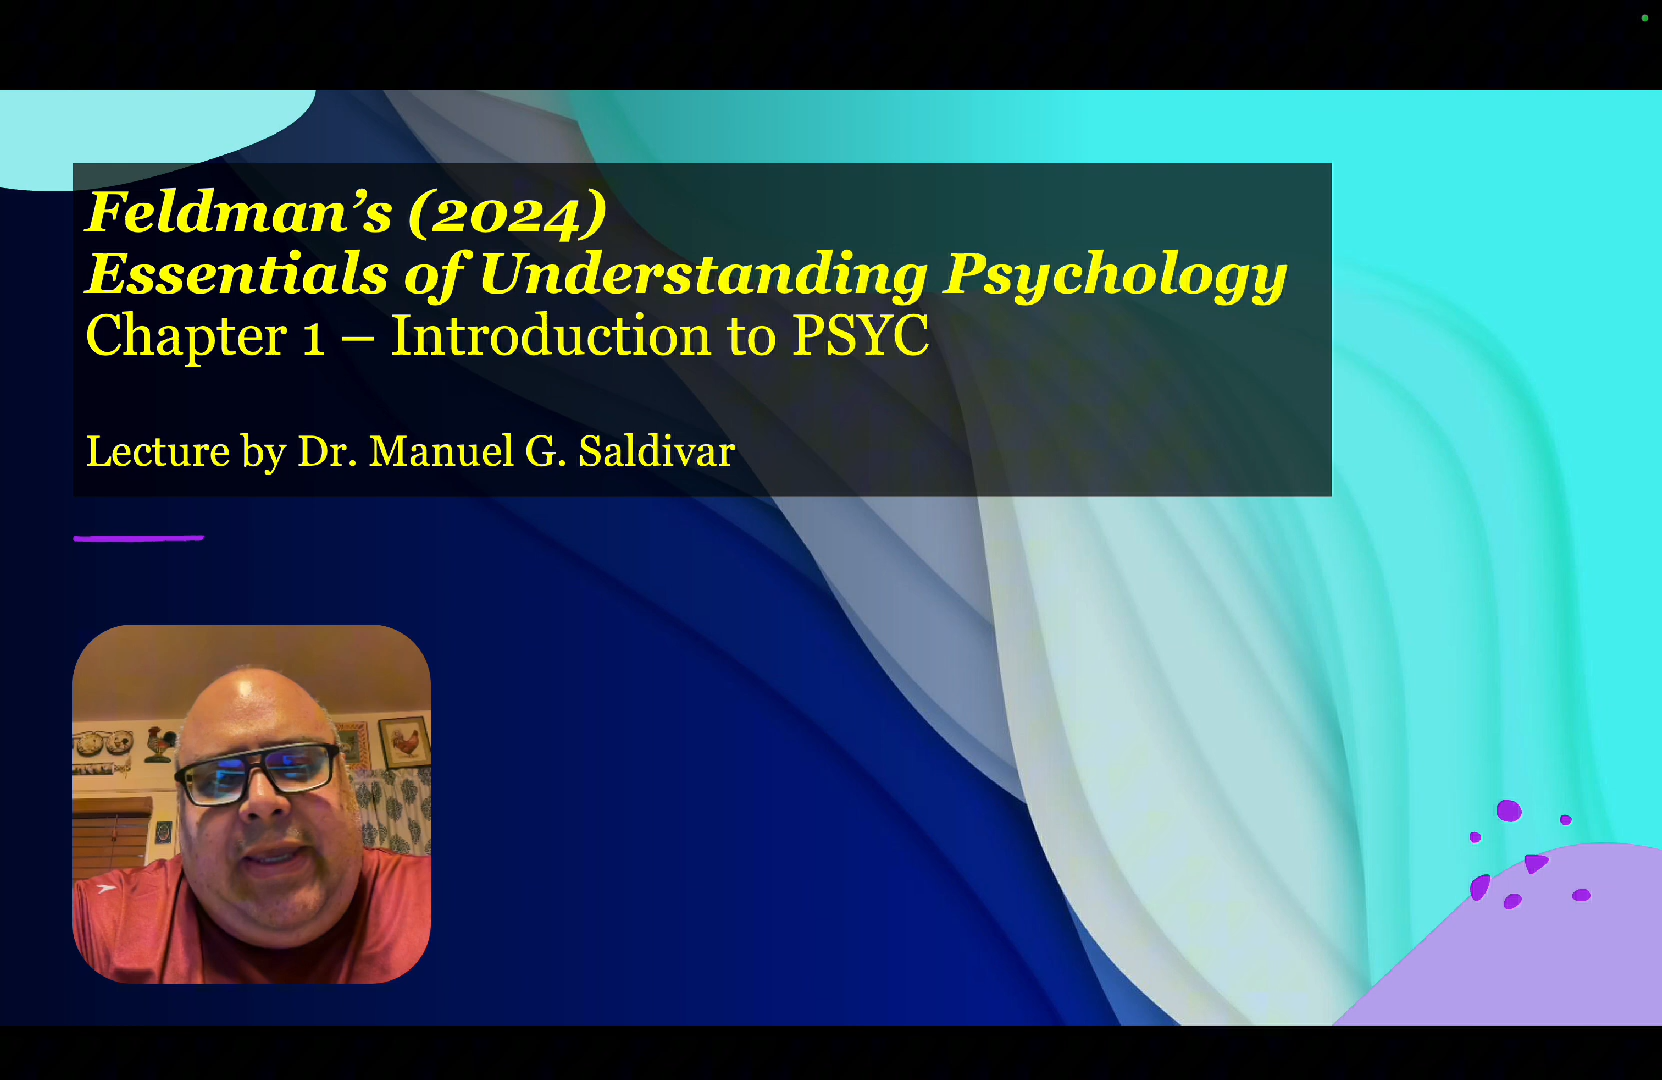 Feldman’s (2024)
Essentials of Understanding Psychology
Chapter 1 – Introduction to PSYC
Lecture by Dr. Manuel G. Saldivar